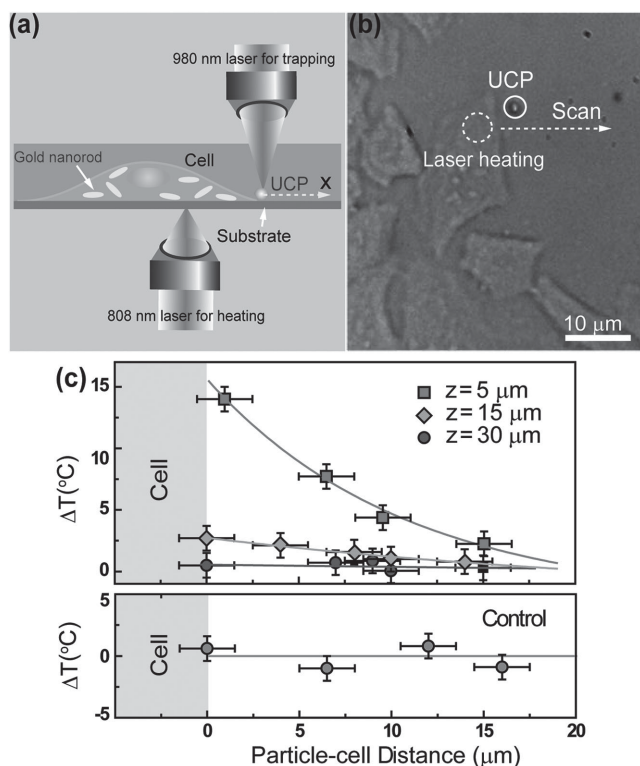 (a)
980 nm laser for trapping
Gold nanorod
Cell
UCP
X
Substrate
808 nm laser for heating
(b)
UCP
Scan
Laser heating
10 μm
(c)
15
10
5
0
ΔT(°C)
Cell
z= 5 μm
z= 15 μm
z= 30 μm
5
0
-5
ΔT(°C)
Cell
Control
0 5 10 15 20
Particle-cell Distance (μm)